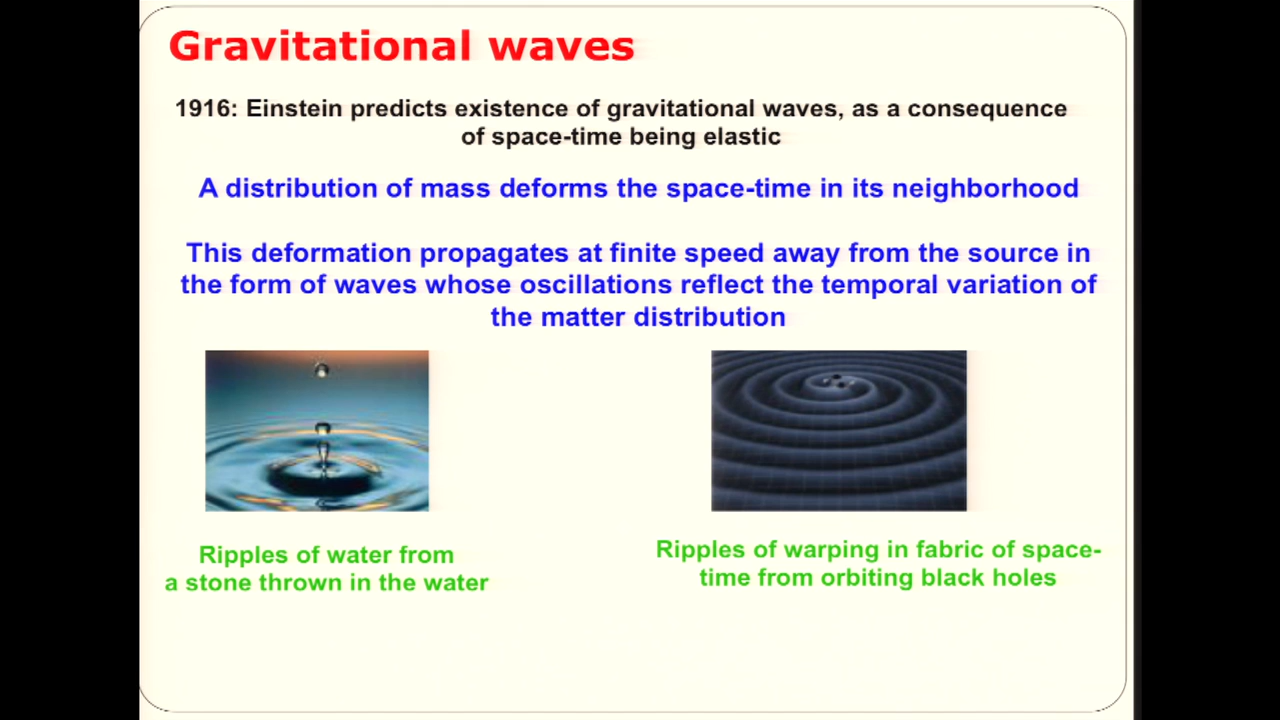 Gravitational waves
1916: Einstein predicts existence of gravitational waves, as a consequence
of space-time being elastic
A distribution of mass deforms the space-time in its neighborhood
This deformation propagates at finite speed away from the source in
the form of waves whose oscillations reflect the temporal variation of
the matter distribution
Ripples of water from
a stone thrown in the water
Ripples of warping in fabric of space-
time from orbiting black holes